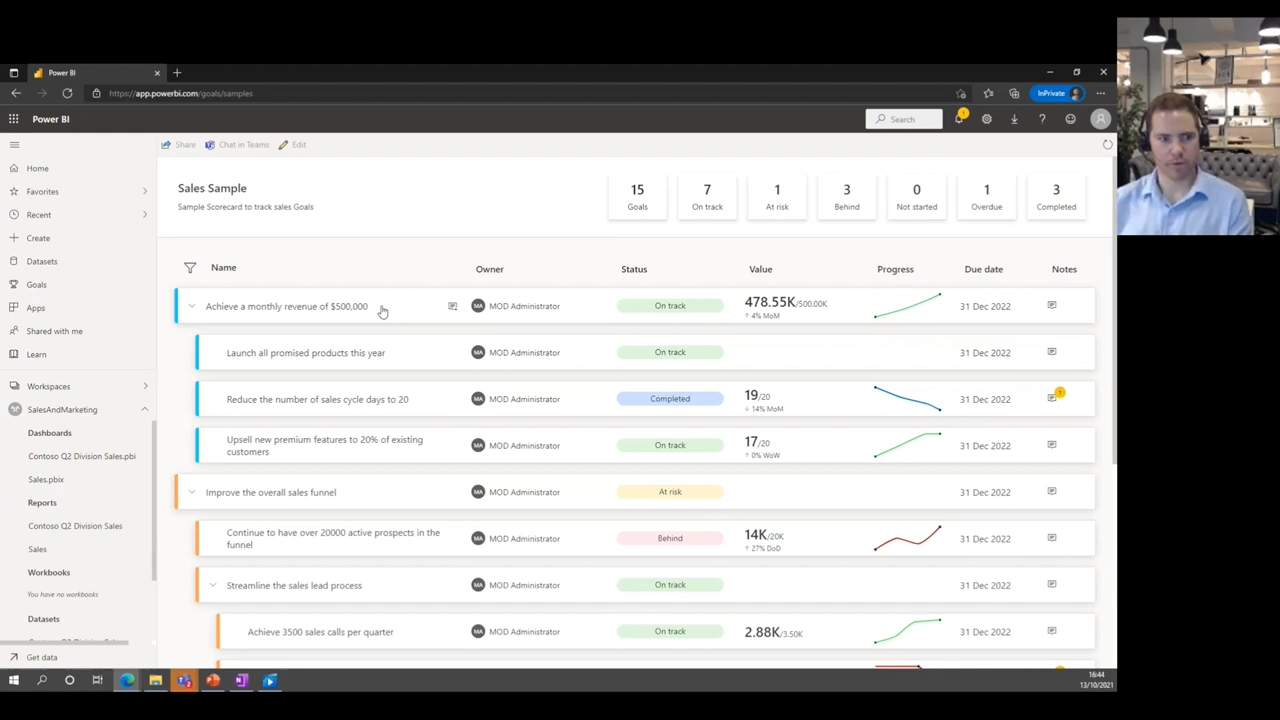 Power BI
https://app.powerbi.com/goals/samples
InPrivate
Power BI
Search
1
Share
Chat in Teams
Edit
Home
Favorites
Recent
Create
Datasets
Goals
Apps
Shared with me
Learn
Workspaces
SalesAndMarketing
Dashboards
Contoso Q2 Division Sales.pbi
Sales.pbix
Reports
Contoso Q2 Division Sales
Sales
Workbooks
You have no workbooks
Datasets
Get data
Sales Sample
Sample Scorecard to track sales Goals
15 7 1 3 0 1 3
Goals On track At risk Behind Not started Overdue Completed
Name Owner Status Value Progress Due date Notes
Achieve a monthly revenue of $500,000 MA MOD Administrator On track 478.55K/500.00K 31 Dec 2022
↑ 4% MoM
Launch all promised products this year MA MOD Administrator On track 31 Dec 2022
Reduce the number of sales cycle days to 20 MA MOD Administrator Completed 19/20 31 Dec 2022 1
↓ 14% MoM
Upsell new premium features to 20% of existing
customers MA MOD Administrator On track 17/20 31 Dec 2022
↑ 0% WoW
Improve the overall sales funnel MA MOD Administrator At risk 31 Dec 2022
Continue to have over 20000 active prospects in the
funnel MA MOD Administrator Behind 14K/20K 31 Dec 2022
↑ 27% DoD
Streamline the sales lead process MA MOD Administrator On track 31 Dec 2022
Achieve 3500 sales calls per quarter MA MOD Administrator On track 2.88K/3.50K 31 Dec 2022
16:44
13/10/2021